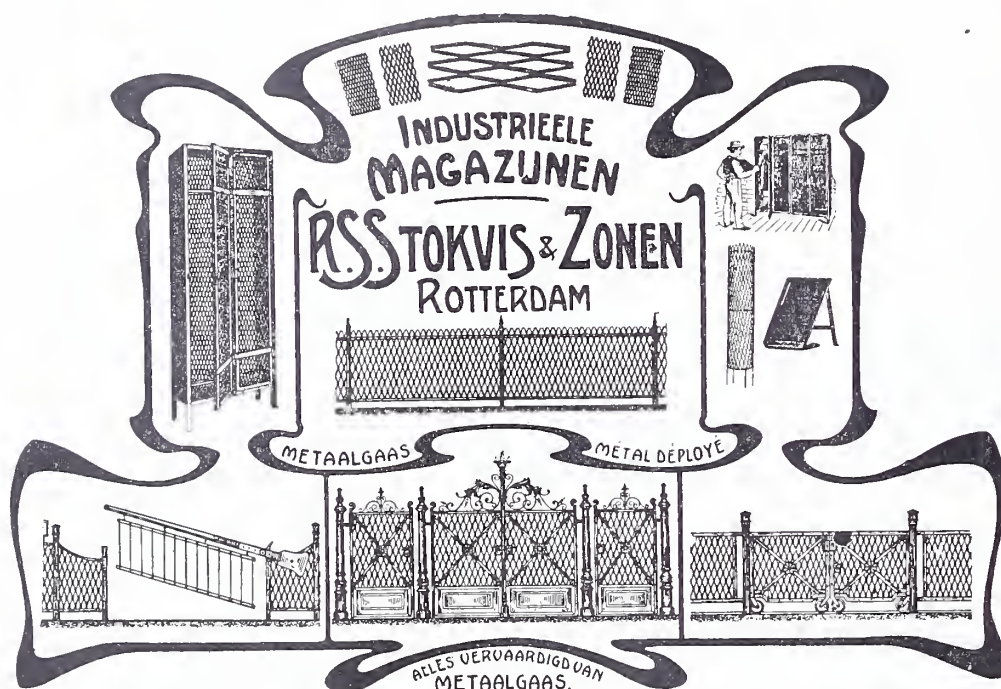 INDUSTRIEELE
MAGAZIJNEN
R.S. STOKVIS & ZONEN
ROTTERDAM
METAALGAAS
MÉTAL DÉPLOYÉ
ALLES VERVAARDIGD VAN
METAALGAAS.